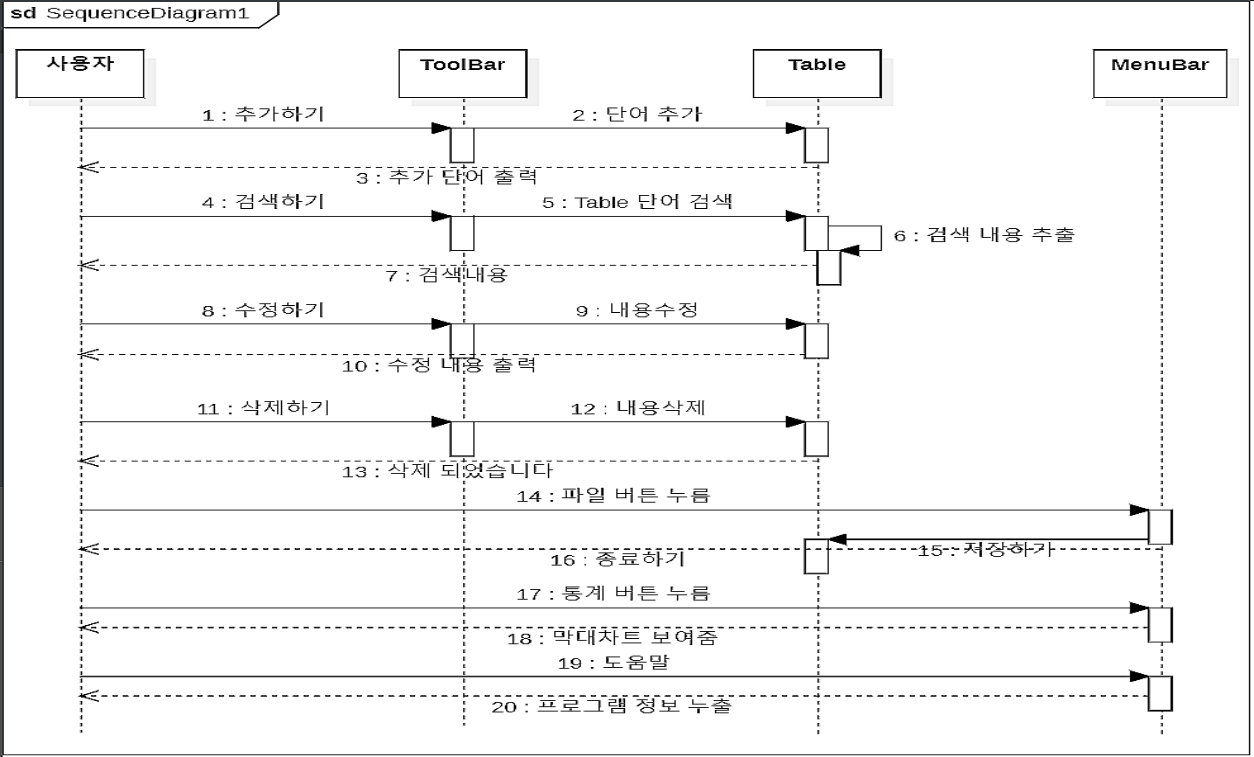 sd SequenceDiagram1
사용자 ToolBar Table MenuBar
1 : 추가하기 2 : 단어 추가
3 : 추가 단어 출력
4 : 검색하기 5 : Table 단어 검색
6 : 검색 내용 추출
7 : 검색내용
8 : 수정하기 9 : 내용수정
10 : 수정 내용 출력
11 : 삭제하기 12 : 내용삭제
13 : 삭제 되었습니다
14 : 파일 버튼 누름
15 : 저장하기
16 : 종료하기
17 : 통계 버튼 누름
18 : 막대차트 보여줌
19 : 도움말
20 : 프로그램 정보 누출